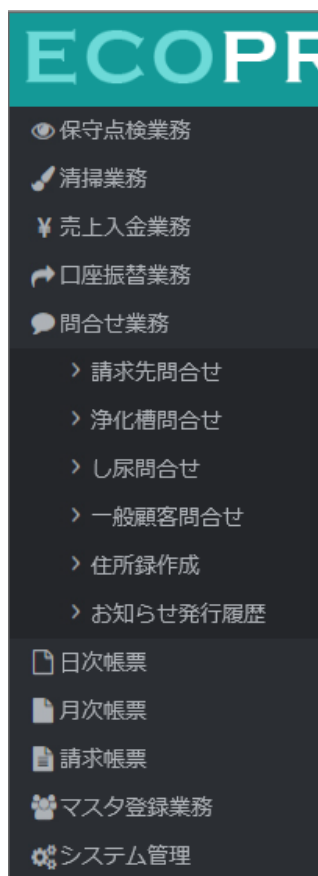 ECOPR
保守点検業務
清掃業務
¥ 売上入金業務
口座振替業務
問合せ業務
> 請求先問合せ
> 浄化槽問合せ
> し尿問合せ
> 一般顧客問合せ
> 住所録作成
> お知らせ発行履歴
日次帳票
月次帳票
請求帳票
マスタ登録業務
システム管理